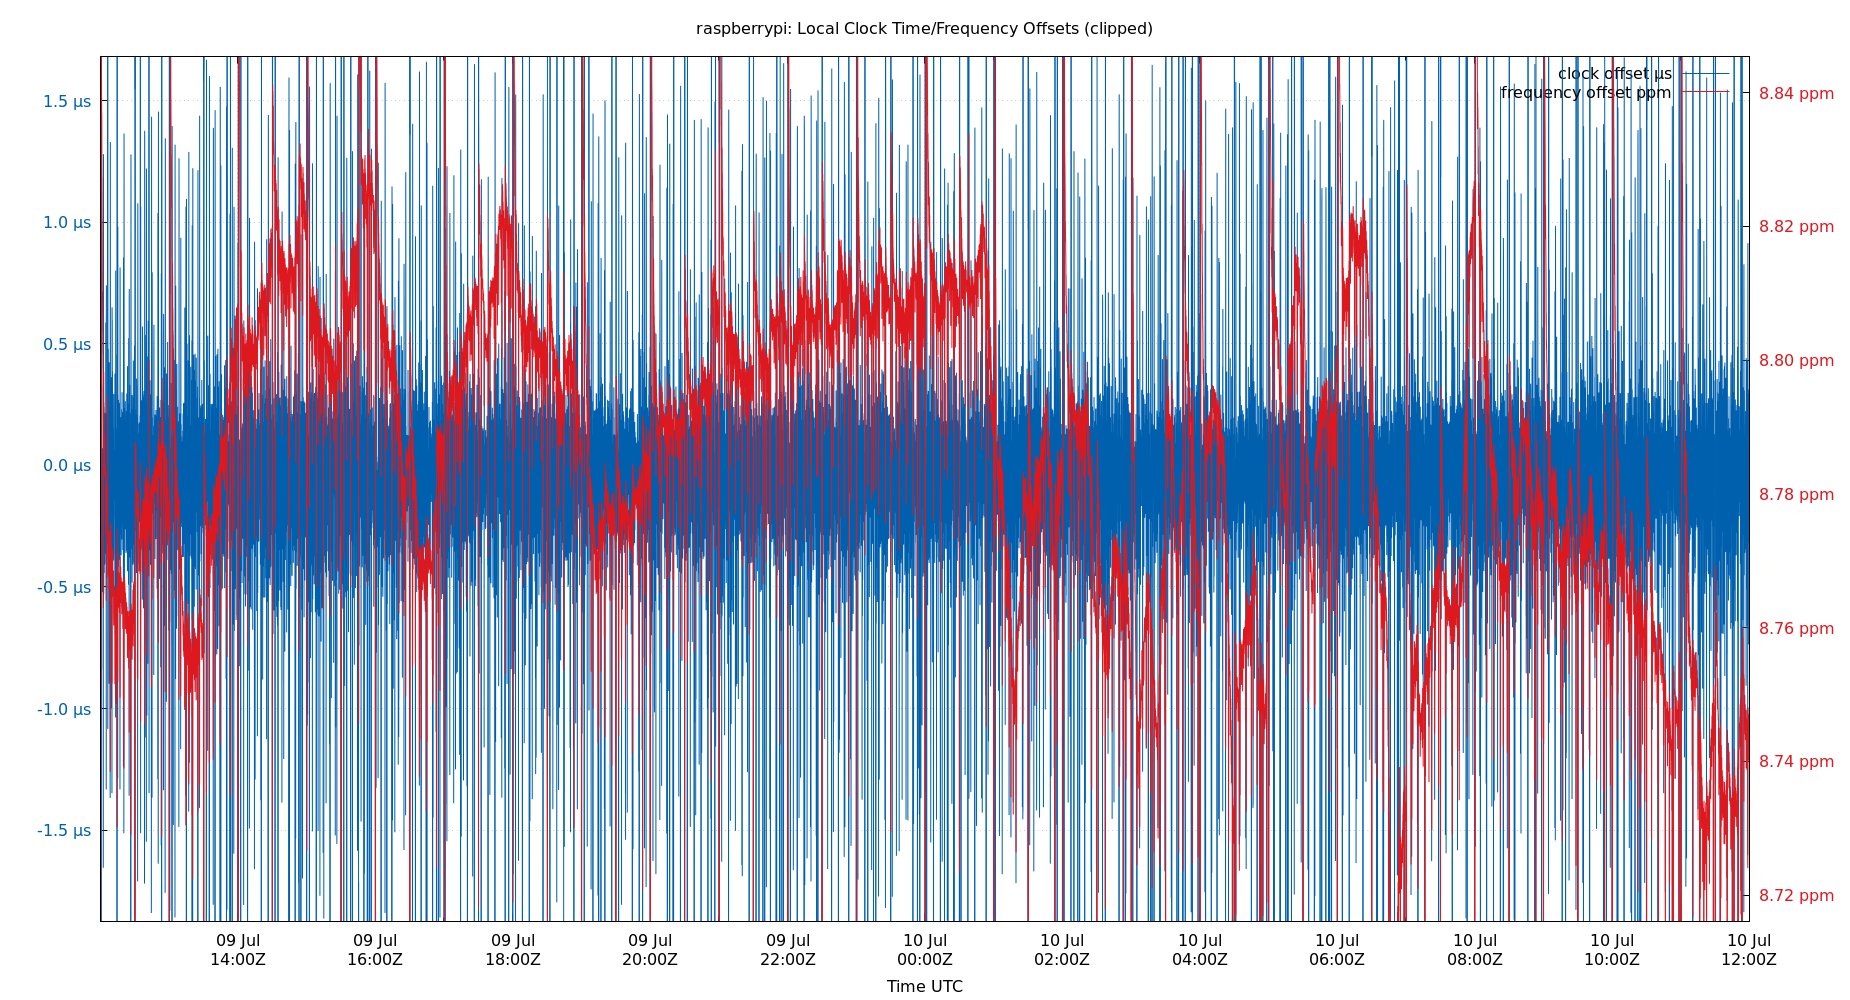 raspberrypi: Local Clock Time/Frequency Offsets (clipped)
clock offset µs
frequency offset ppm
1.5 µs
1.0 µs
0.5 µs
0.0 µs
-0.5 µs
-1.0 µs
-1.5 µs
8.84 ppm
8.82 ppm
8.80 ppm
8.78 ppm
8.76 ppm
8.74 ppm
8.72 ppm
09 Jul 09 Jul 09 Jul 09 Jul 09 Jul 10 Jul 10 Jul 10 Jul 10 Jul 10 Jul 10 Jul 10 Jul
14:00Z 16:00Z 18:00Z 20:00Z 22:00Z 00:00Z 02:00Z 04:00Z 06:00Z 08:00Z 10:00Z 12:00Z
Time UTC